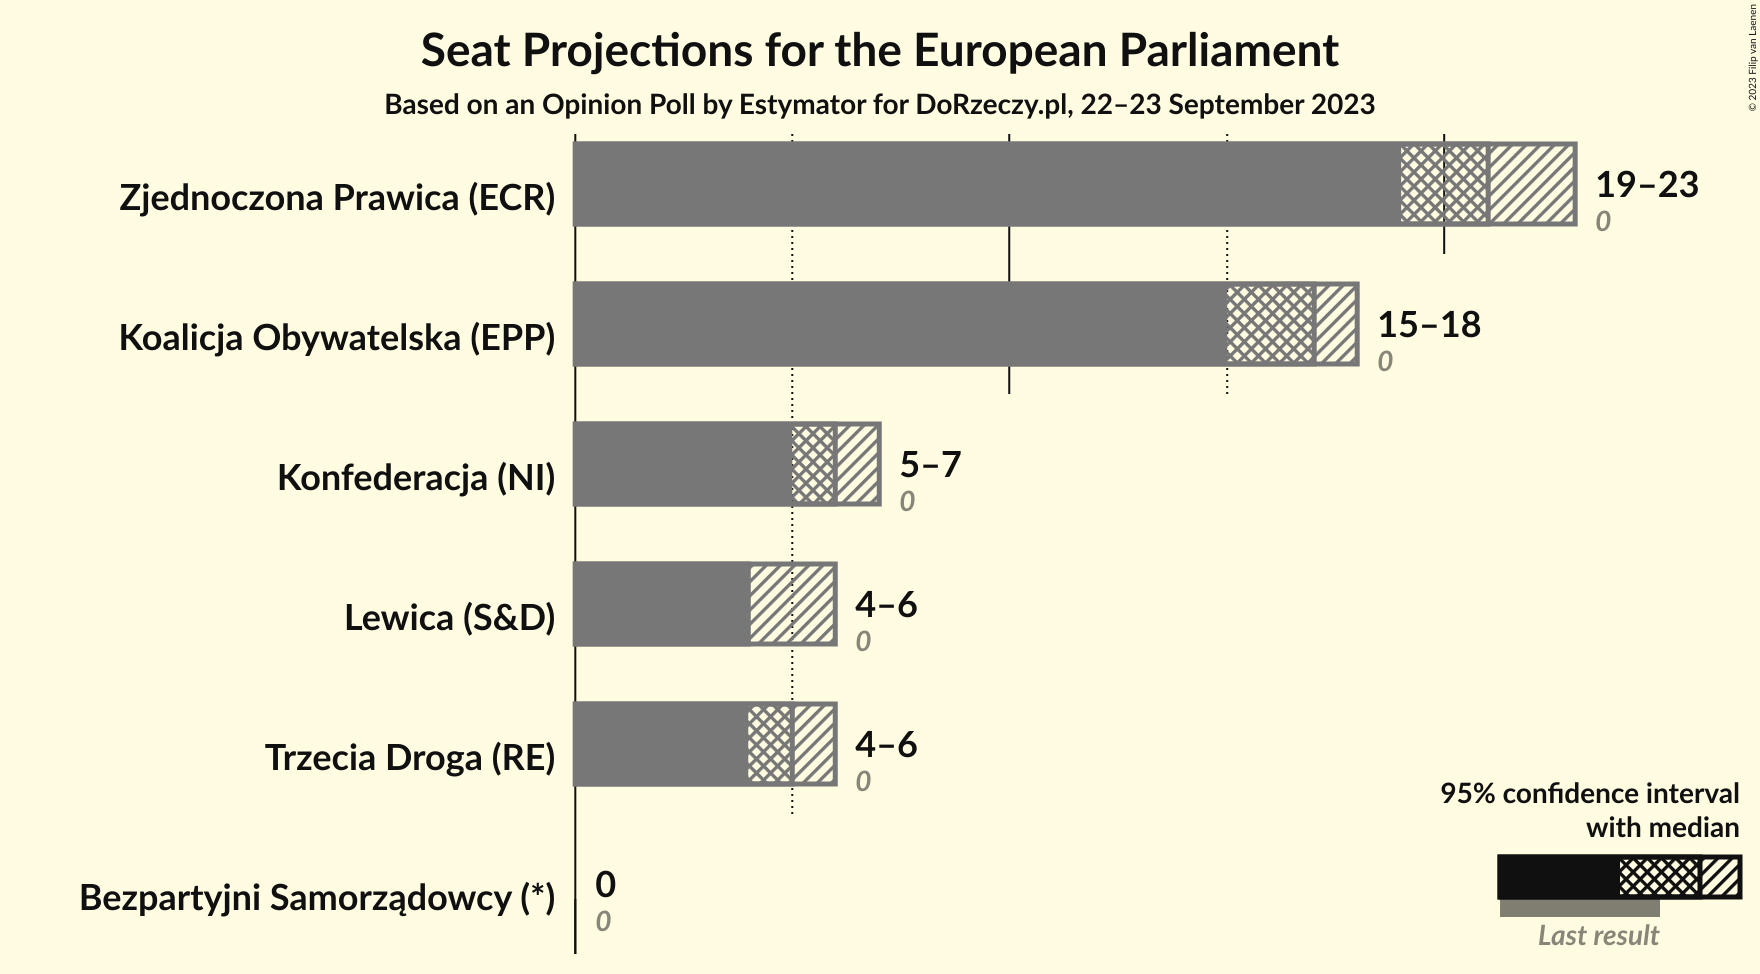 Seat Projections for the European Parliament
Based on an Opinion Poll by Estymator for DoRzeczy.pl, 22–23 September 2023
© 2023 Filip van Laenen
Zjednoczona Prawica (ECR)
19–23
0
Koalicja Obywatelska (EPP)
15–18
0
Konfederacja (NI)
5–7
0
Lewica (S&D)
4–6
0
Trzecia Droga (RE)
4–6
0
Bezpartyjni Samorządowcy (*)
0
0
95% confidence interval
with median
Last result